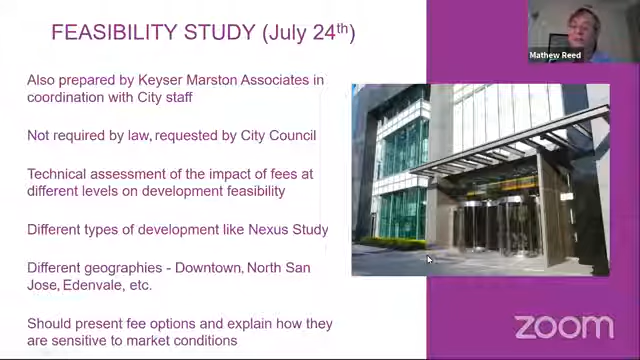 FEASIBILITY STUDY (July 24th)
Mathew Reed
Also prepared by Keyser Marston Associates in
coordination with City staff
Not required by law, requested by City Council
Technical assessment of the impact of fees at
different levels on development feasibility
Different types of development like Nexus Study
Different geographies - Downtown, North San
Jose, Edenvale, etc.
Should present fee options and explain how they
are sensitive to market conditions
zoom